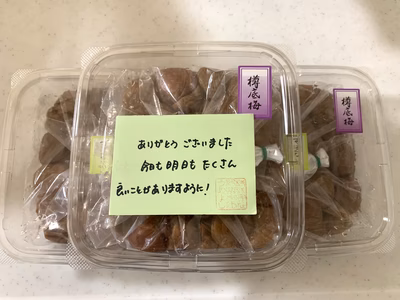 樽底梅
樽底梅
ありがとうございました
今日も明日もたくさん
良いことがありますように!